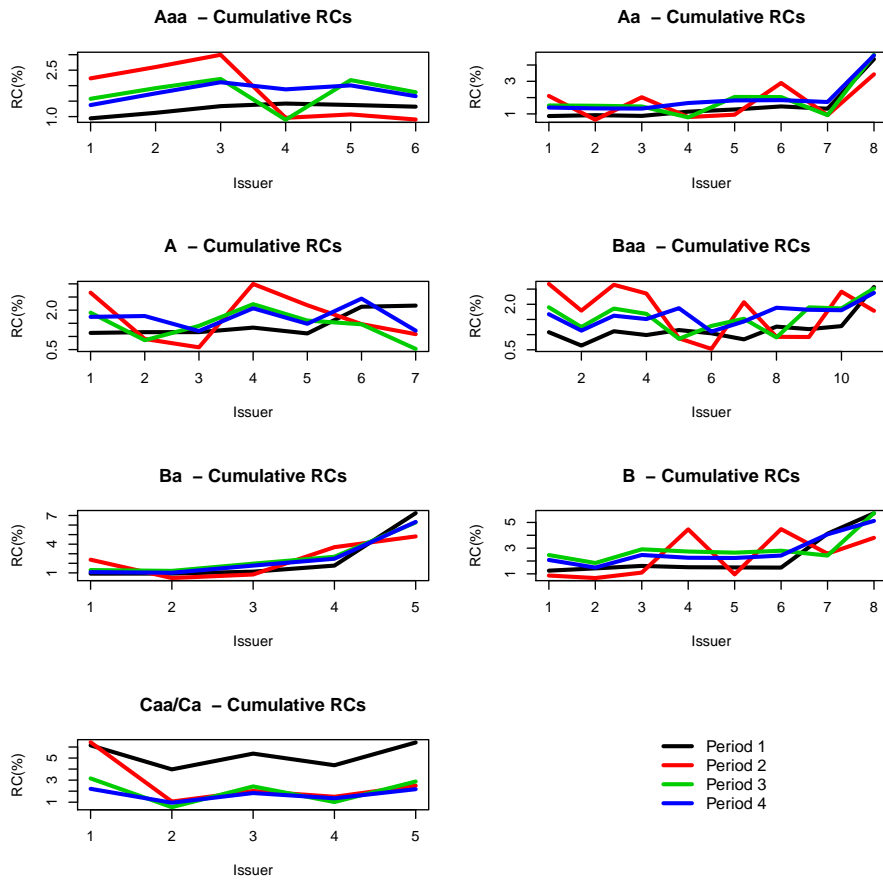 Aaa – Cumulative RCs
RC(%)
1.0 2.5
1 2 3 4 5 6
Issuer
Aa – Cumulative RCs
RC(%)
1 3
1 2 3 4 5 6 7 8
Issuer
A – Cumulative RCs
RC(%)
0.5 2.0
1 2 3 4 5 6 7
Issuer
Baa – Cumulative RCs
RC(%)
0.5 2.0
2 4 6 8 10
Issuer
Ba – Cumulative RCs
RC(%)
1 4 7
1 2 3 4 5
Issuer
B – Cumulative RCs
RC(%)
1 3 5
1 2 3 4 5 6 7 8
Issuer
Caa/Ca – Cumulative RCs
RC(%)
1 3 5
1 2 3 4 5
Issuer
Period 1
Period 2
Period 3
Period 4